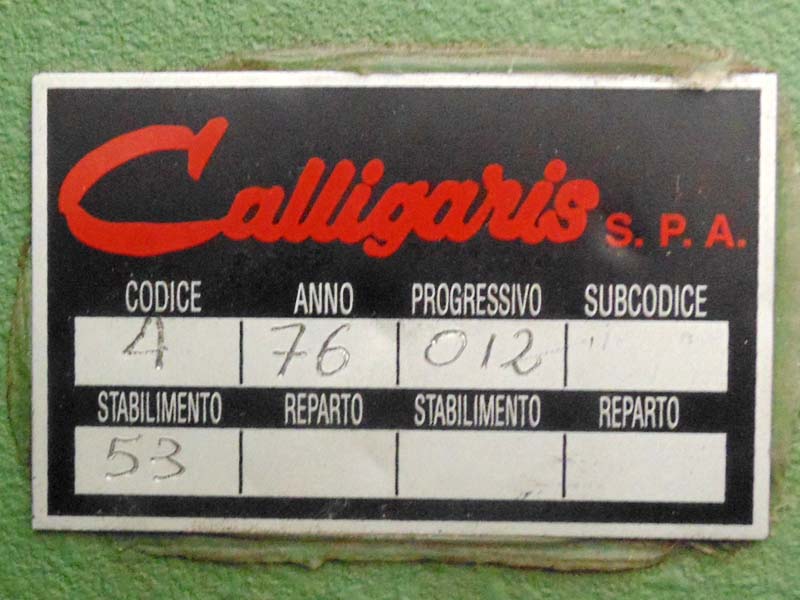 Calligaris S. P. A.
CODICE ANNO PROGRESSIVO SUBCODICE
4 76 012
STABILIMENTO REPARTO STABILIMENTO REPARTO
53